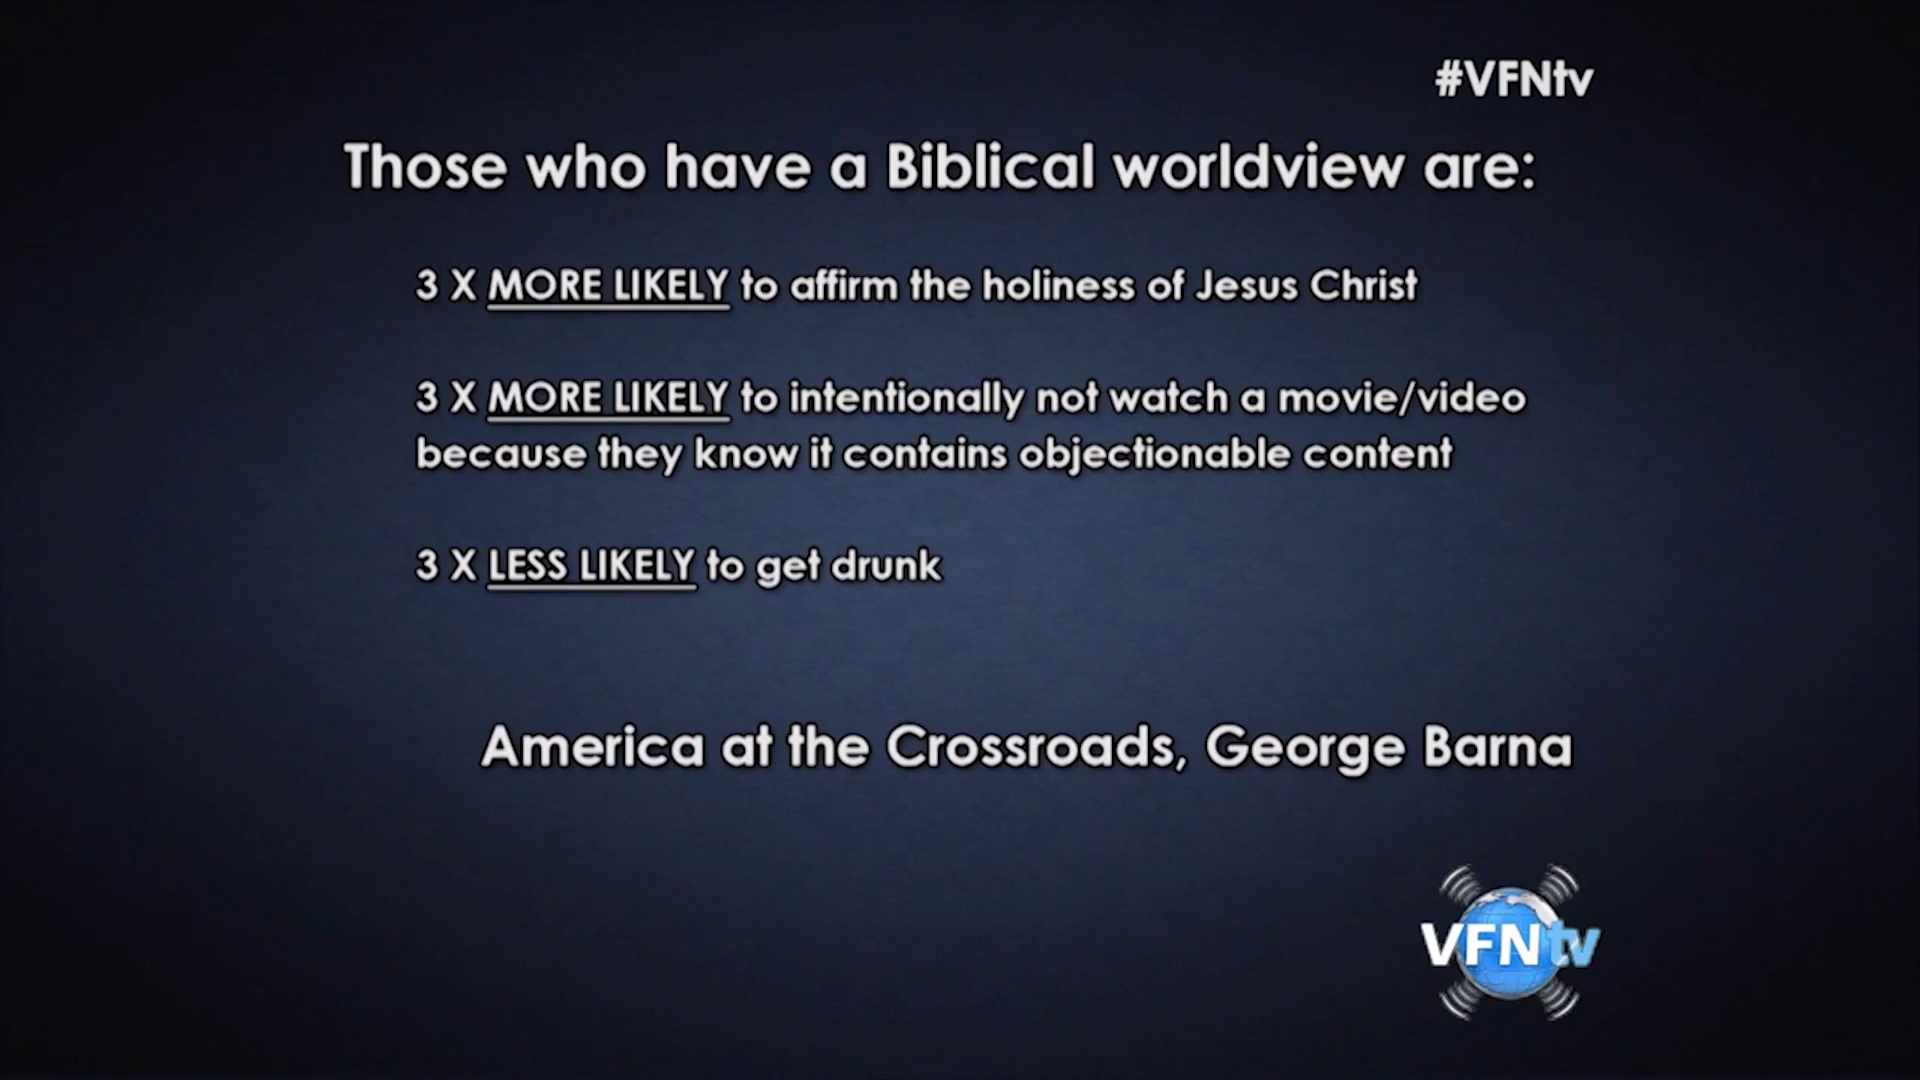 #VFNtv
Those who have a Biblical worldview are:
3 X MORE LIKELY to affirm the holiness of Jesus Christ
3 X MORE LIKELY to intentionally not watch a movie/video
because they know it contains objectionable content
3 X LESS LIKELY to get drunk
America at the Crossroads, George Barna
VFNtv